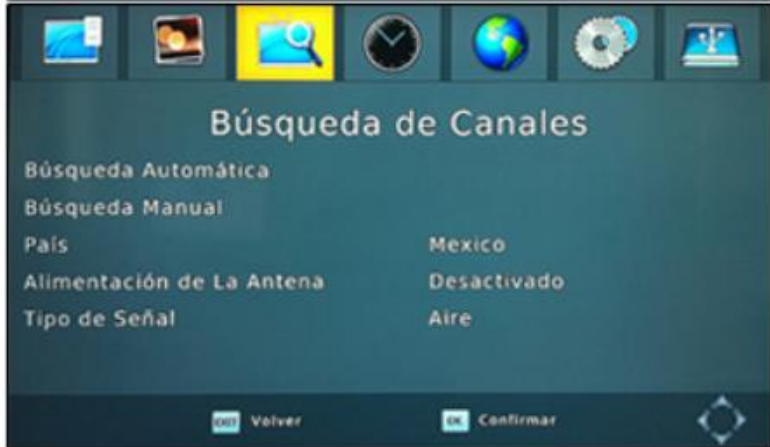 Búsqueda de Canales
Búsqueda Automática
Búsqueda Manual
País Mexico
Alimentación de La Antena Desactivado
Tipo de Señal Aire
EXIT Volver OK Confirmar